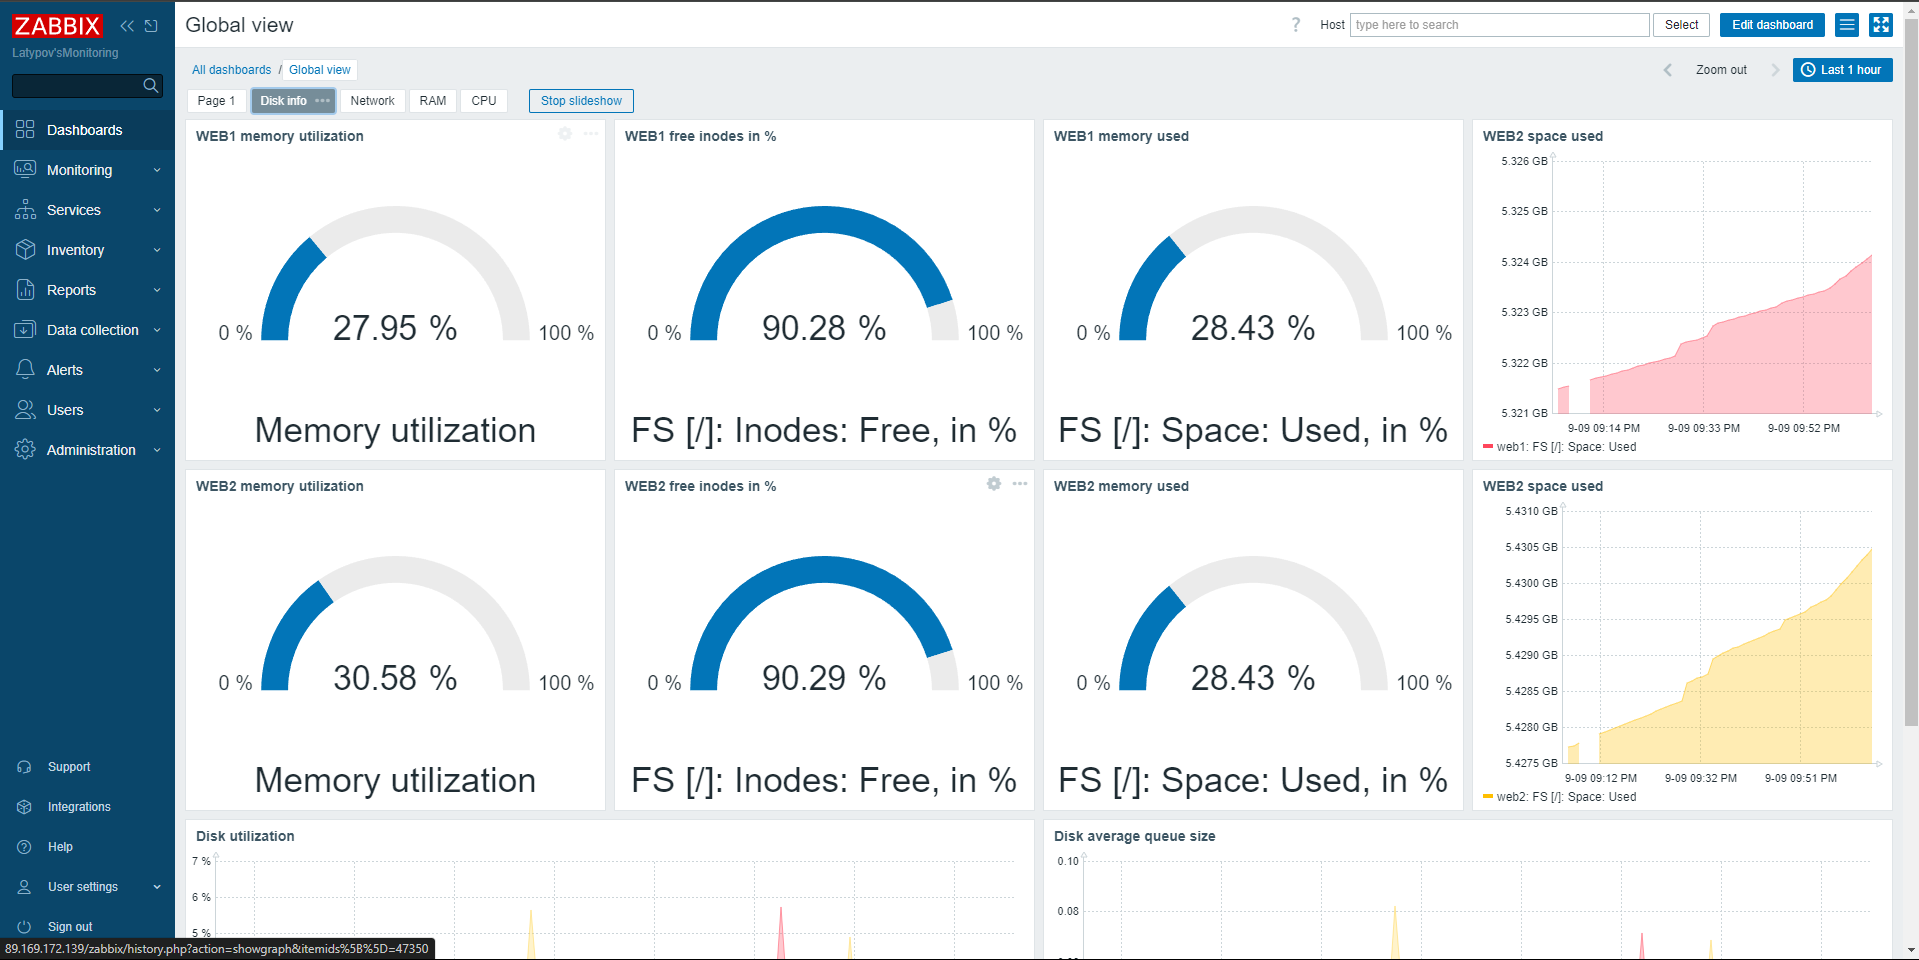 ZABBIX
Latypov'sMonitoring
Dashboards
Monitoring
Services
Inventory
Reports
Data collection
Alerts
Users
Administration
Support
Integrations
Help
User settings
Sign out
89.169.172.139/zabbix/history.php?action=showgraph&itemids%5B%5D=47350
Global view
? Host type here to search Select Edit dashboard
All dashboards / Global view
Zoom out Last 1 hour
Page 1 Disk info ••• Network RAM CPU Stop slideshow
WEB1 memory utilization
0 % 27.95 % 100 %
Memory utilization
WEB1 free inodes in %
0 % 90.28 % 100 %
FS [/]: Inodes: Free, in %
WEB1 memory used
0 % 28.43 % 100 %
FS [/]: Space: Used, in %
WEB2 space used
5.326 GB
5.325 GB
5.324 GB
5.323 GB
5.322 GB
5.321 GB
9-09 09:14 PM 9-09 09:33 PM 9-09 09:52 PM
web1: FS [/]: Space: Used
WEB2 memory utilization
0 % 30.58 % 100 %
Memory utilization
WEB2 free inodes in %
0 % 90.29 % 100 %
FS [/]: Inodes: Free, in %
WEB2 memory used
0 % 28.43 % 100 %
FS [/]: Space: Used, in %
WEB2 space used
5.4310 GB
5.4305 GB
5.4300 GB
5.4295 GB
5.4290 GB
5.4285 GB
5.4280 GB
5.4275 GB
9-09 09:12 PM 9-09 09:32 PM 9-09 09:51 PM
web2: FS [/]: Space: Used
Disk utilization
7 %
6 %
5 %
Disk average queue size
0.10
0.08